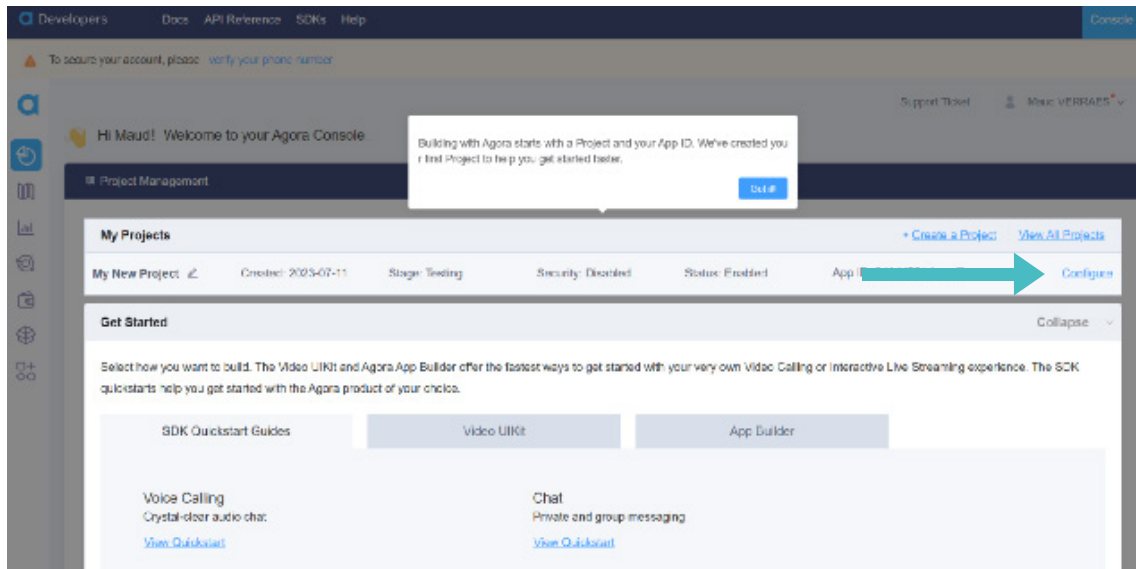 Developers Docs API Reference SDKs Help Console
To secure your account, please verify your phone number
Support Ticket Maud VERRAES
Hi Maud! Welcome to your Agora Console.
Building with Agora starts with a Project and your App ID. We've created you
r first Project to help you get started faster.
Got it!
Project Management
My Projects + Create a Project View All Projects
My New Project Created: 2023-07-11 Stage: Testing Security: Disabled Status: Enabled App Configure
Get Started Collapse
Select how you want to build. The Video UIKit and Agora App Builder offer the fastest ways to get started with your very own Video Calling or Interactive Live Streaming experience. The SDK
quickstarts help you get started with the Agora product of your choice.
SDK Quickstart Guides Video UIKit App Builder
Voice Calling Chat
Crystal-clear audio chat Private and group messaging
View Quickstart View Quickstart